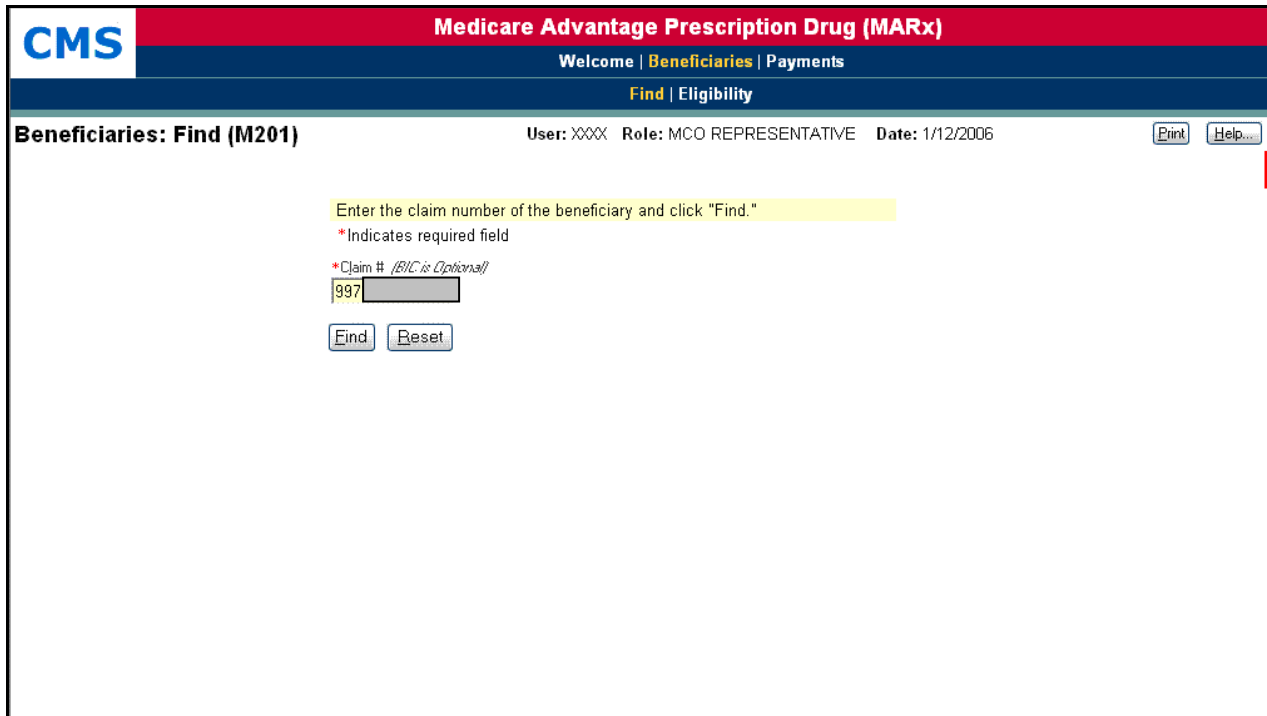 CMS
Medicare Advantage Prescription Drug (MARx)
Welcome | Beneficiaries | Payments
Find | Eligibility
Beneficiaries: Find (M201) User: XXXX Role: MCO REPRESENTATIVE Date: 1/12/2006 Print Help...
Enter the claim number of the beneficiary and click "Find."
*Indicates required field
*Claim # (BIC is Optional)
997
Find Reset